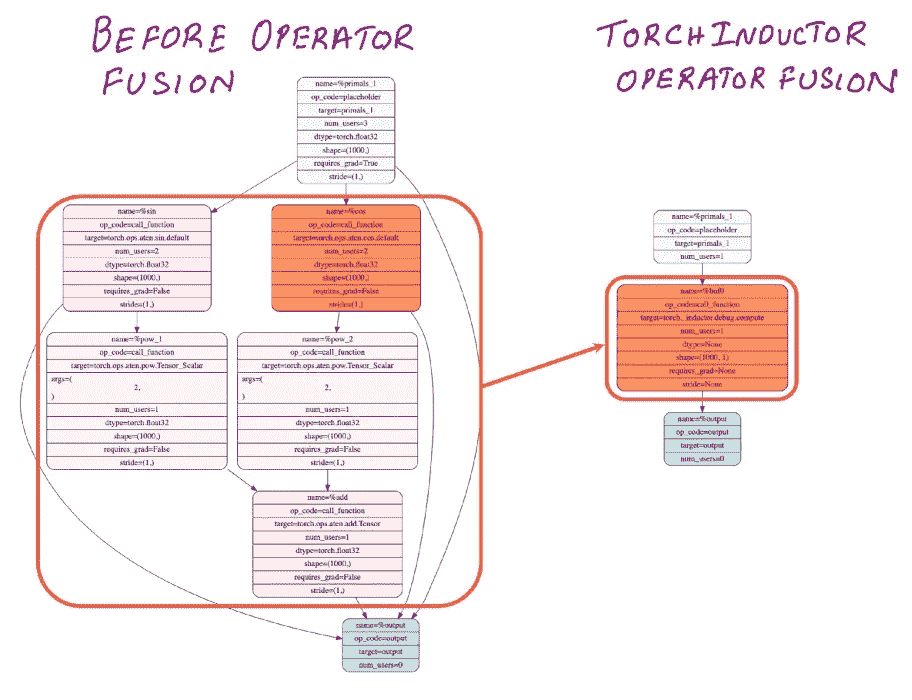 BEFORE OPERATOR
FUSION
name=%primals_1
op_code=placeholder
target=primals_1
num_users=3
dtype=torch.float32
shape=(1000,)
requires_grad=True
stride=(1,)
name=%sin
op_code=call_function
target=torch.ops.aten.sin.default
num_users=2
dtype=torch.float32
shape=(1000,)
requires_grad=False
stride=(1,)
name=%cos
op_code=call_function
target=torch.ops.aten.cos.default
num_users=2
dtype=torch.float32
shape=(1000,)
requires_grad=False
stride=(1,)
name=%pow_1
op_code=call_function
target=torch.ops.aten.pow.Tensor_Scalar
args=(
2,
)
num_users=1
dtype=torch.float32
shape=(1000,)
requires_grad=False
stride=(1,)
name=%pow_2
op_code=call_function
target=torch.ops.aten.pow.Tensor_Scalar
args=(
2,
)
num_users=1
dtype=torch.float32
shape=(1000,)
requires_grad=False
stride=(1,)
name=%add
op_code=call_function
target=torch.ops.aten.add.Tensor
num_users=1
dtype=torch.float32
shape=(1000,)
requires_grad=False
stride=(1,)
name=%output
op_code=output
target=output
num_users=0
TORCHINDUCTOR
OPERATOR FUSION
name=%primals_1
op_code=placeholder
target=primals_1
num_users=1
name=%buf0
op_code=call_function
target=torch._inductor.debug.compute
num_users=1
dtype=None
shape=(1000, 1)
requires_grad=None
stride=None
name=%output
op_code=output
target=output
num_users=0